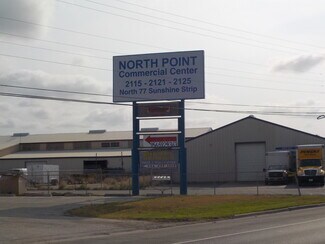 NORTH POINT
Commercial Center
2115 - 2121 - 2125
North 77 Sunshine Strip